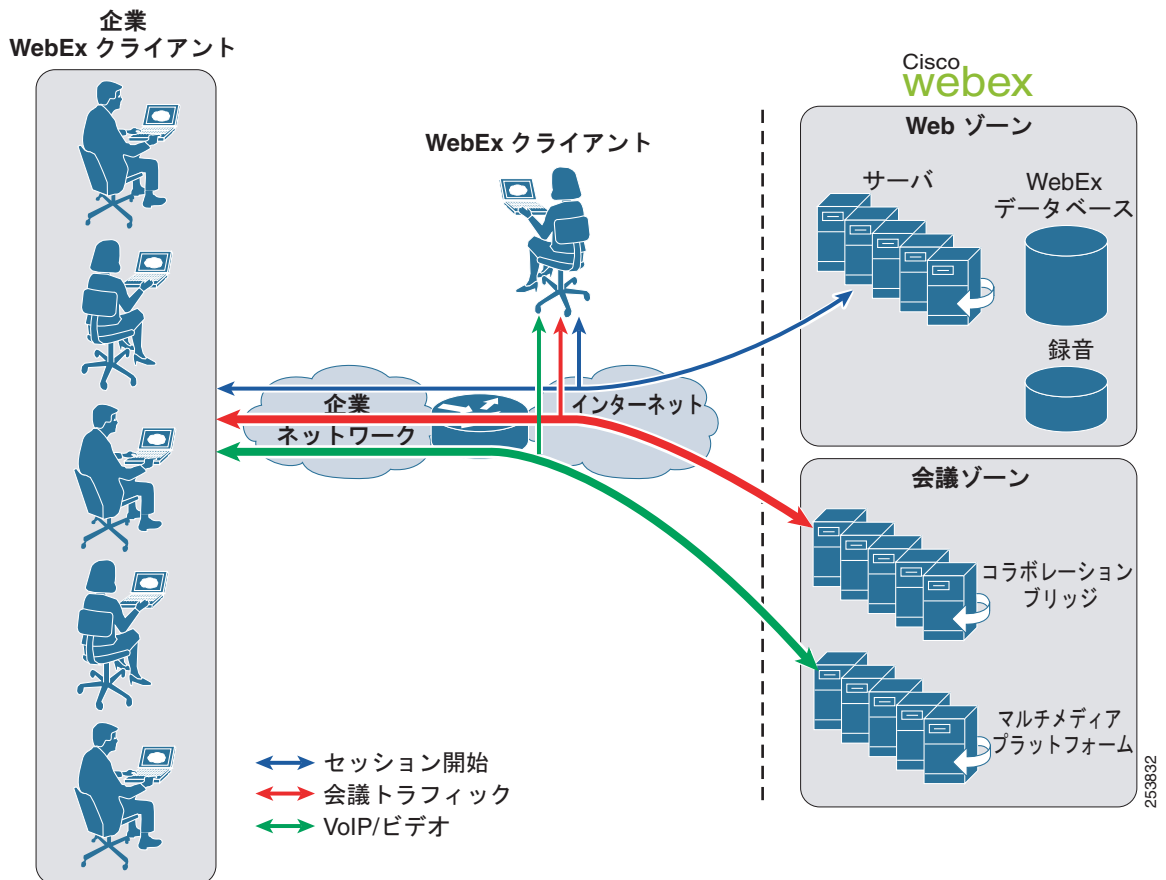 企業
WebEx クライアント
Cisco
webex
Web ゾーン
WebEx クライアント
サーバ
WebEx
データベース
録音
企業
ネットワーク
インターネット
会議ゾーン
コラボレーション
ブリッジ
マルチメディア
プラットフォーム
セッション開始
会議トラフィック
VoIP/ビデオ
253832